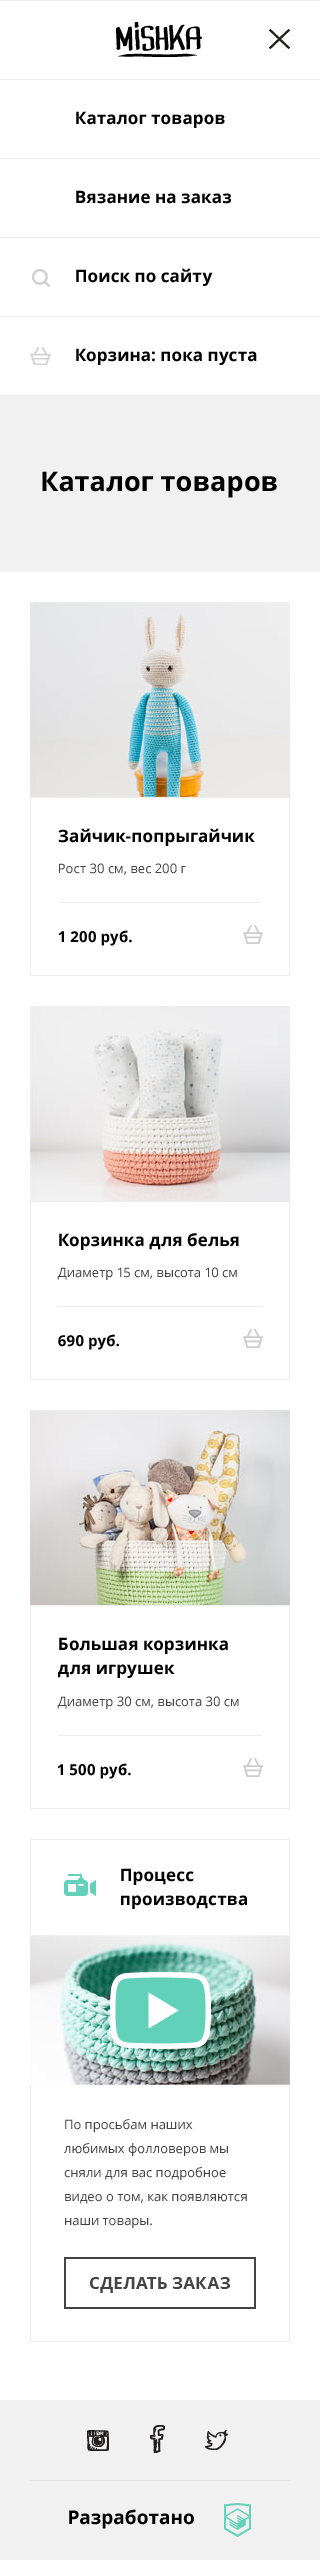 MiSHKA
Каталог товаров
Вязание на заказ
Поиск по сайту
Корзина: пока пуста
Каталог товаров
Зайчик-попрыгайчик
Рост 30 см, вес 200 г
1 200 руб.
Корзинка для белья
Диаметр 15 см, высота 10 см
690 руб.
Большая корзинка
для игрушек
Диаметр 30 см, высота 30 см
1 500 руб.
Процесс
производства
По просьбам наших
любимых фолловеров мы
сняли для вас подробное
видео о том, как появляются
наши товары.
СДЕЛАТЬ ЗАКАЗ
Разработано